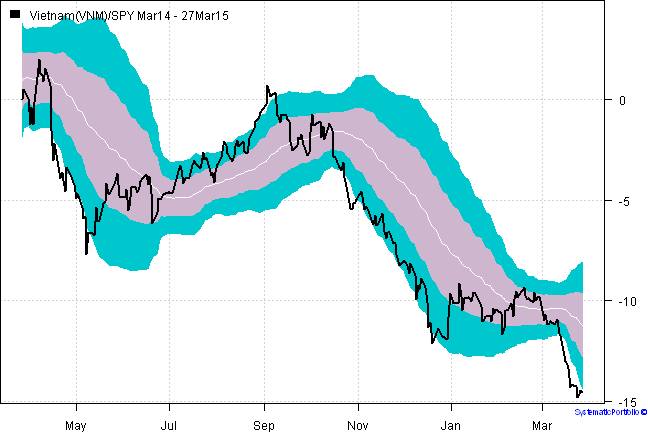 Vietnam(VNM)/SPY Mar14 - 27Mar15
0
-5
-10
-15
SystematicPortfolio ©
May Jul Sep Nov Jan Mar